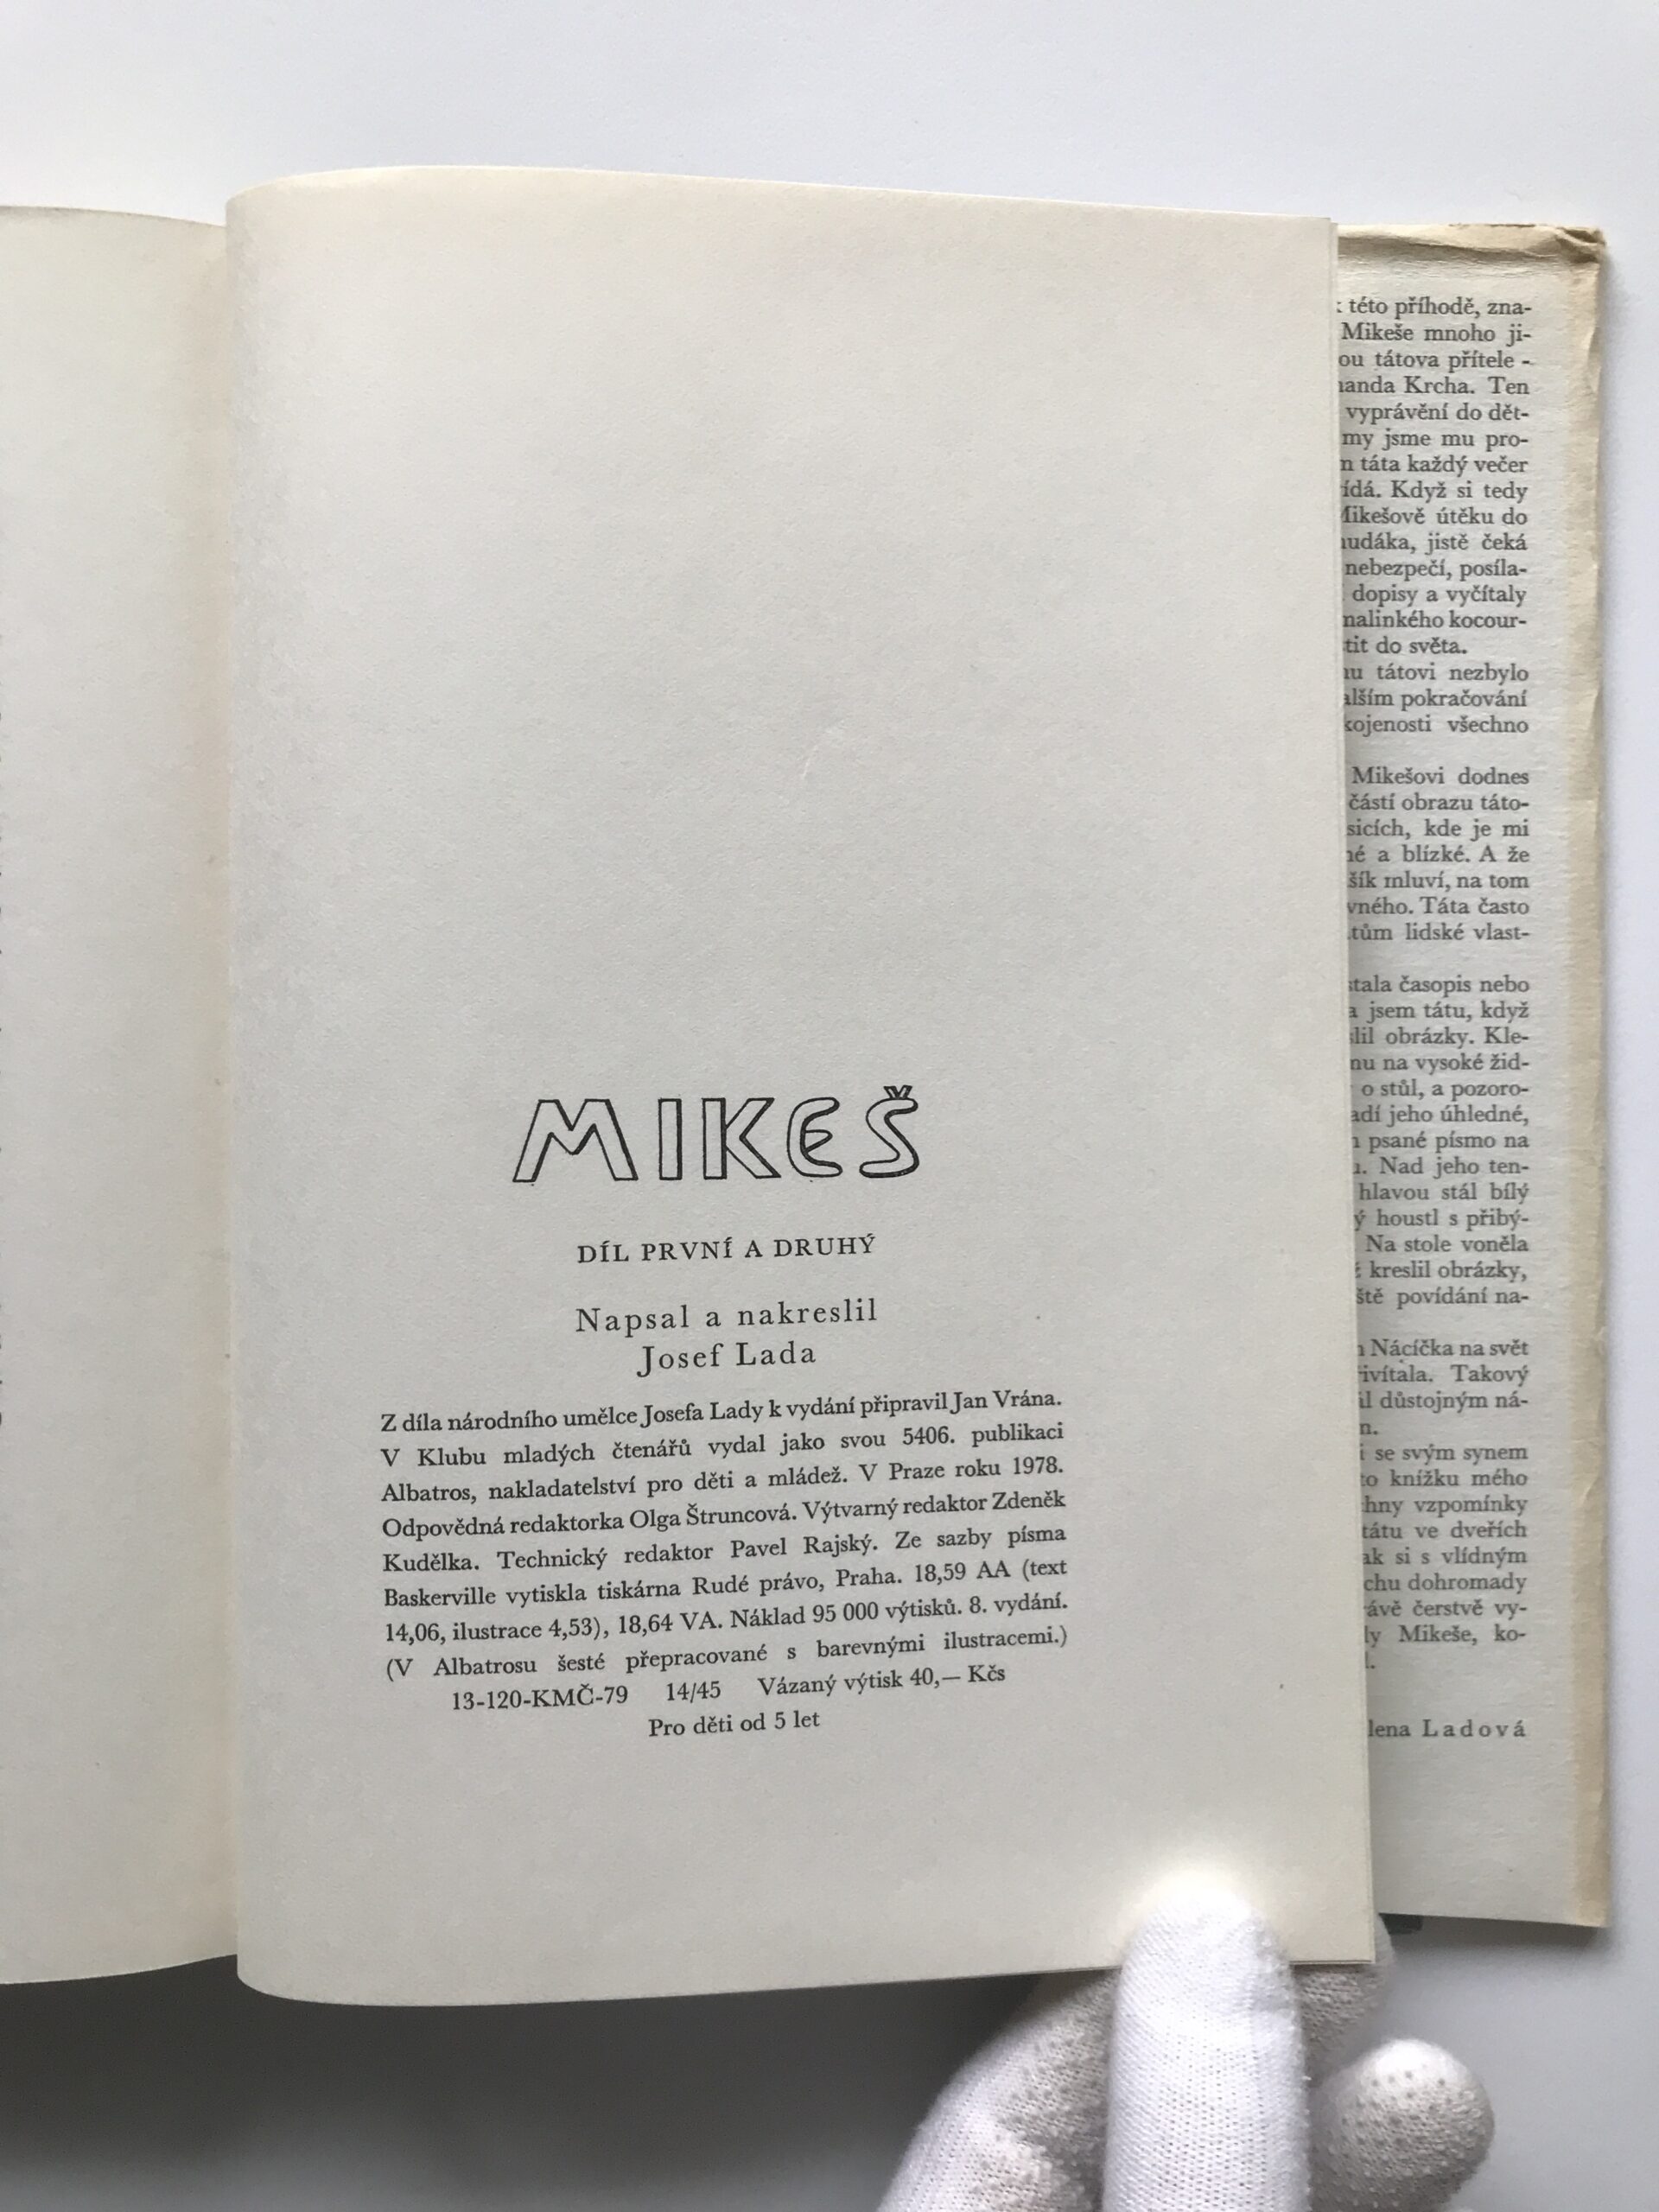 MIKEŠ
DÍL PRVNÍ A DRUHÝ
Napsal a nakreslil
Josef Lada
Z díla národního umělce Josefa Lady k vydání připravil Jan Vrána.
V Klubu mladých čtenářů vydal jako svou 5406. publikaci
Albatros, nakladatelství pro děti a mládež. V Praze roku 1978.
Odpovědná redaktorka Olga Štruncová. Výtvarný redaktor Zdeněk
Kudělka. Technický redaktor Pavel Rajský. Ze sazby písma
Baskerville vytiskla tiskárna Rudé právo, Praha. 18,59 AA (text
14,06, ilustrace 4,53), 18,64 VA. Náklad 95 000 výtisků. 8. vydání.
(V Albatrosu šesté přepracované s barevnými ilustracemi.)
13-120-KMČ-79 14/45 Vázaný výtisk 40,— Kčs
Pro děti od 5 let
této příhodě, zna-
Mikeše mnoho ji-
tátova přítele -
Krcha. Ten
vyprávění do dět-
my jsme mu pro-
táta každý večer
Když si tedy
útěku do
jistě čeká
nebezpečí, posíla-
dopisy a vyčítaly
kocour-
do světa.
tátovi nezbylo
pokračování
všechno
Mikešovi dodnes
částí obrazu táto-
kde je mi
a blízké. A že
mluví, na tom
Táta často
lidské vlast-
časopis nebo
jsem tátu, když
obrázky. Kle-
na vysoké žid-
o stůl, a pozoro-
jeho úhledné,
psané písmo na
Nad jeho ten-
hlavou stál bílý
houstl s přibý-
Na stole voněla
kreslil obrázky,
povídání na-
Nácíčka na svět
Takový
důstojným ná-
se svým synem
knížku mého
vzpomínky
tátu ve dveřích
si s vlídným
dohromady
čerstvě vy-
Mikeše, ko-
Ladová